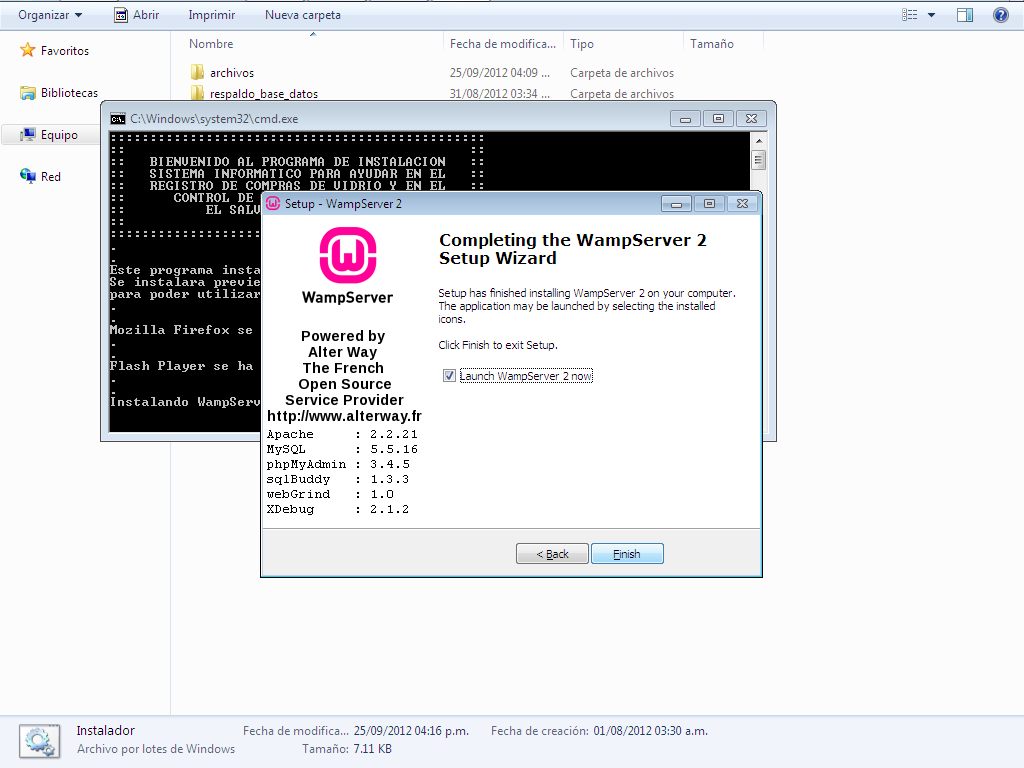 Organizar
Abrir
Imprimir
Nueva carpeta
Favoritos
Bibliotecas
Equipo
Red
Nombre
Fecha de modifica...
Tipo
Tamaño
archivos
25/09/2012 04:09 ...
Carpeta de archivos
respaldo_base_datos
31/08/2012 03:34 ...
Carpeta de archivos
C:\Windows\system32\cmd.exe
:::::::::::::::::::::::::::::::::::::::::::::::
:: ::
:: BIENVENIDO AL PROGRAMA DE INSTALACION ::
:: SISTEMA INFORMATICO PARA AYUDAR EN EL ::
:: REGISTRO DE COMPRAS DE VIDRIO Y EN EL ::
:: CONTROL DE
:: EL SALV
::
:::::::::::::::::::
.
.
Este programa insta
Se instalara previe
para poder utilizar
.
.
Mozilla Firefox se
.
.
Flash Player se ha
.
.
Instalando WampServ
Setup - WampServer 2
WampServer
Powered by
Alter Way
The French
Open Source
Service Provider
http://www.alterway.fr
Apache : 2.2.21
MySQL : 5.5.16
phpMyAdmin : 3.4.5
sqlBuddy : 1.3.3
webGrind : 1.0
XDebug : 2.1.2
Completing the WampServer 2
Setup Wizard
Setup has finished installing WampServer 2 on your computer.
The application may be launched by selecting the installed
icons.
Click Finish to exit Setup.
Launch WampServer 2 now
< Back
Finish
Instalador
Fecha de modifica... 25/09/2012 04:16 p.m.
Fecha de creación: 01/08/2012 03:30 a.m.
Archivo por lotes de Windows
Tamaño: 7.11 KB